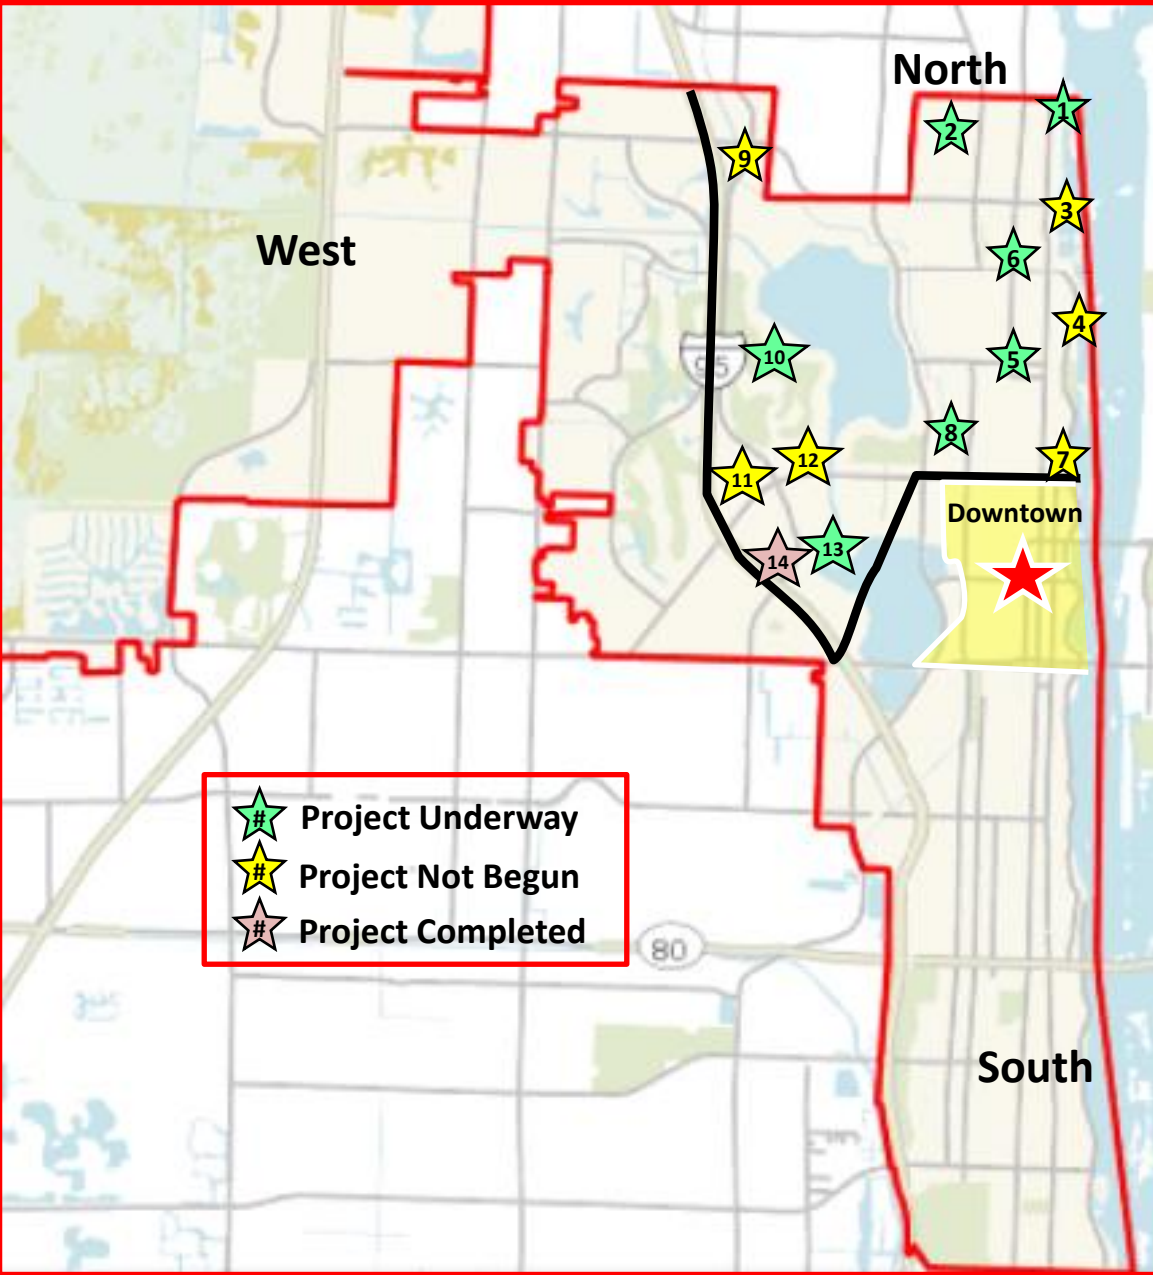 North
1
2
9
3
West
6
4
95
10
5
8
12
7
11
Downtown
13
14
# Project Underway
# Project Not Begun
# Project Completed
80
South